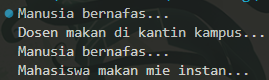 Manusia bernafas...
Dosen makan di kantin kampus...
Manusia bernafas...
Mahasiswa makan mie instan...